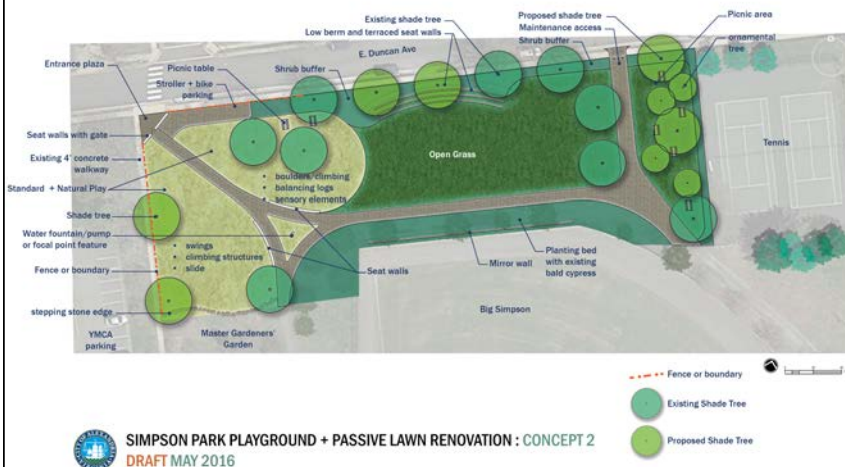 Existing shade tree
Low berm and terraced seat walls
E. Duncan Ave
Proposed shade tree
Maintenance access
Shrub buffer
Picnic area
ornamental
tree
Entrance plaza
Picnic table
Stroller + bike
parking
Shrub buffer
Seat walls with gate
Existing 4' concrete
walkway
Standard + Natural Play
Shade tree
Water fountain/pump
or focal point feature
Fence or boundary
stepping stone edge
YMCA
parking
Master Gardeners'
Garden
• boulders/climbing
• balancing logs
• sensory elements
• swings
• climbing structures
• slide
Seat walls
Open Grass
Mirror wall
Planting bed
with existing
bald cypress
Big Simpson
Tennis
Fence or boundary
Existing Shade Tree
Proposed Shade Tree
SIMPSON PARK PLAYGROUND + PASSIVE LAWN RENOVATION : CONCEPT 2
DRAFT MAY 2016